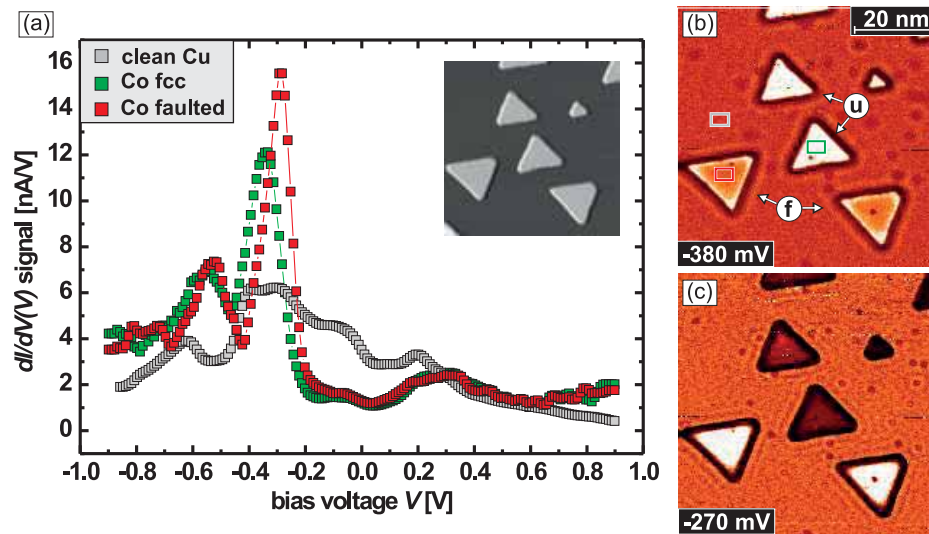 (a)
clean Cu
Co fcc
Co faulted
16
14
12
10
8
6
4
2
0
dI/dV(V) signal [nA/V]
-1.0 -0.8 -0.6 -0.4 -0.2 0.0 0.2 0.4 0.6 0.8 1.0
bias voltage V [V]
(b)
20 nm
u
f
-380 mV
(c)
-270 mV